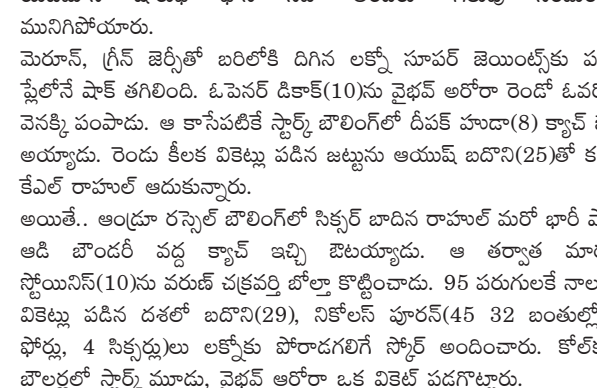 మునిగిపోయారు.
మెరూన్, గ్రీన్ జెర్సీతో బరిలోకి దిగిన లక్నో సూపర్ జెయింట్స్‌కు
ప్లేలోనే షాక్ తగిలింది. ఓపెనర్ డికాక్(10)ను వైభవ్ అరోరా రెండో
వెనక్కి పంపాడు. ఆ కాసేపటికే స్టార్క్ బౌలింగ్‌లో దీపక్ హుడా(8) క్యాచ్
అయ్యాడు. రెండు కీలక వికెట్లు పడిన జట్టును ఆయుష్ బదొని(25)తో
కేఎల్ రాహుల్ ఆదుకున్నారు.
అయితే.. ఆండ్రూ రస్సెల్ బౌలింగ్‌లో సిక్సర్ బాదిన రాహుల్ మరో భారీ
ఆడి బౌండరీ వద్ద క్యాచ్ ఇచ్చి ఔటయ్యాడు. ఆ తర్వాత
స్టోయినిస్(10)ను వరుణ్ చక్రవర్తి బోల్తా కొట్టించాడు. 95 పరుగులకే
వికెట్లు పడిన దశలో బదొని(29), నికోలస్ పూరన్(45 32 బంతుల్లో
ఫోర్లు, 4 సిక్సర్లు)లు లక్నోకు పోరాడగలిగే స్కోర్ అందించారు.
బౌలర్లలో స్టార్క్ మూడు, వైభవ్ ఆరోరా ఒక వికెట్ పడగొట్టారు.